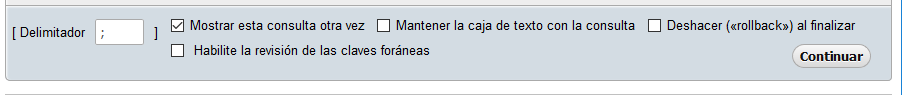 [ Delimitador ; ] Mostrar esta consulta otra vez Mantener la caja de texto con la consulta Deshacer («rollback») al finalizar
Habilite la revisión de las claves foráneas
Continuar